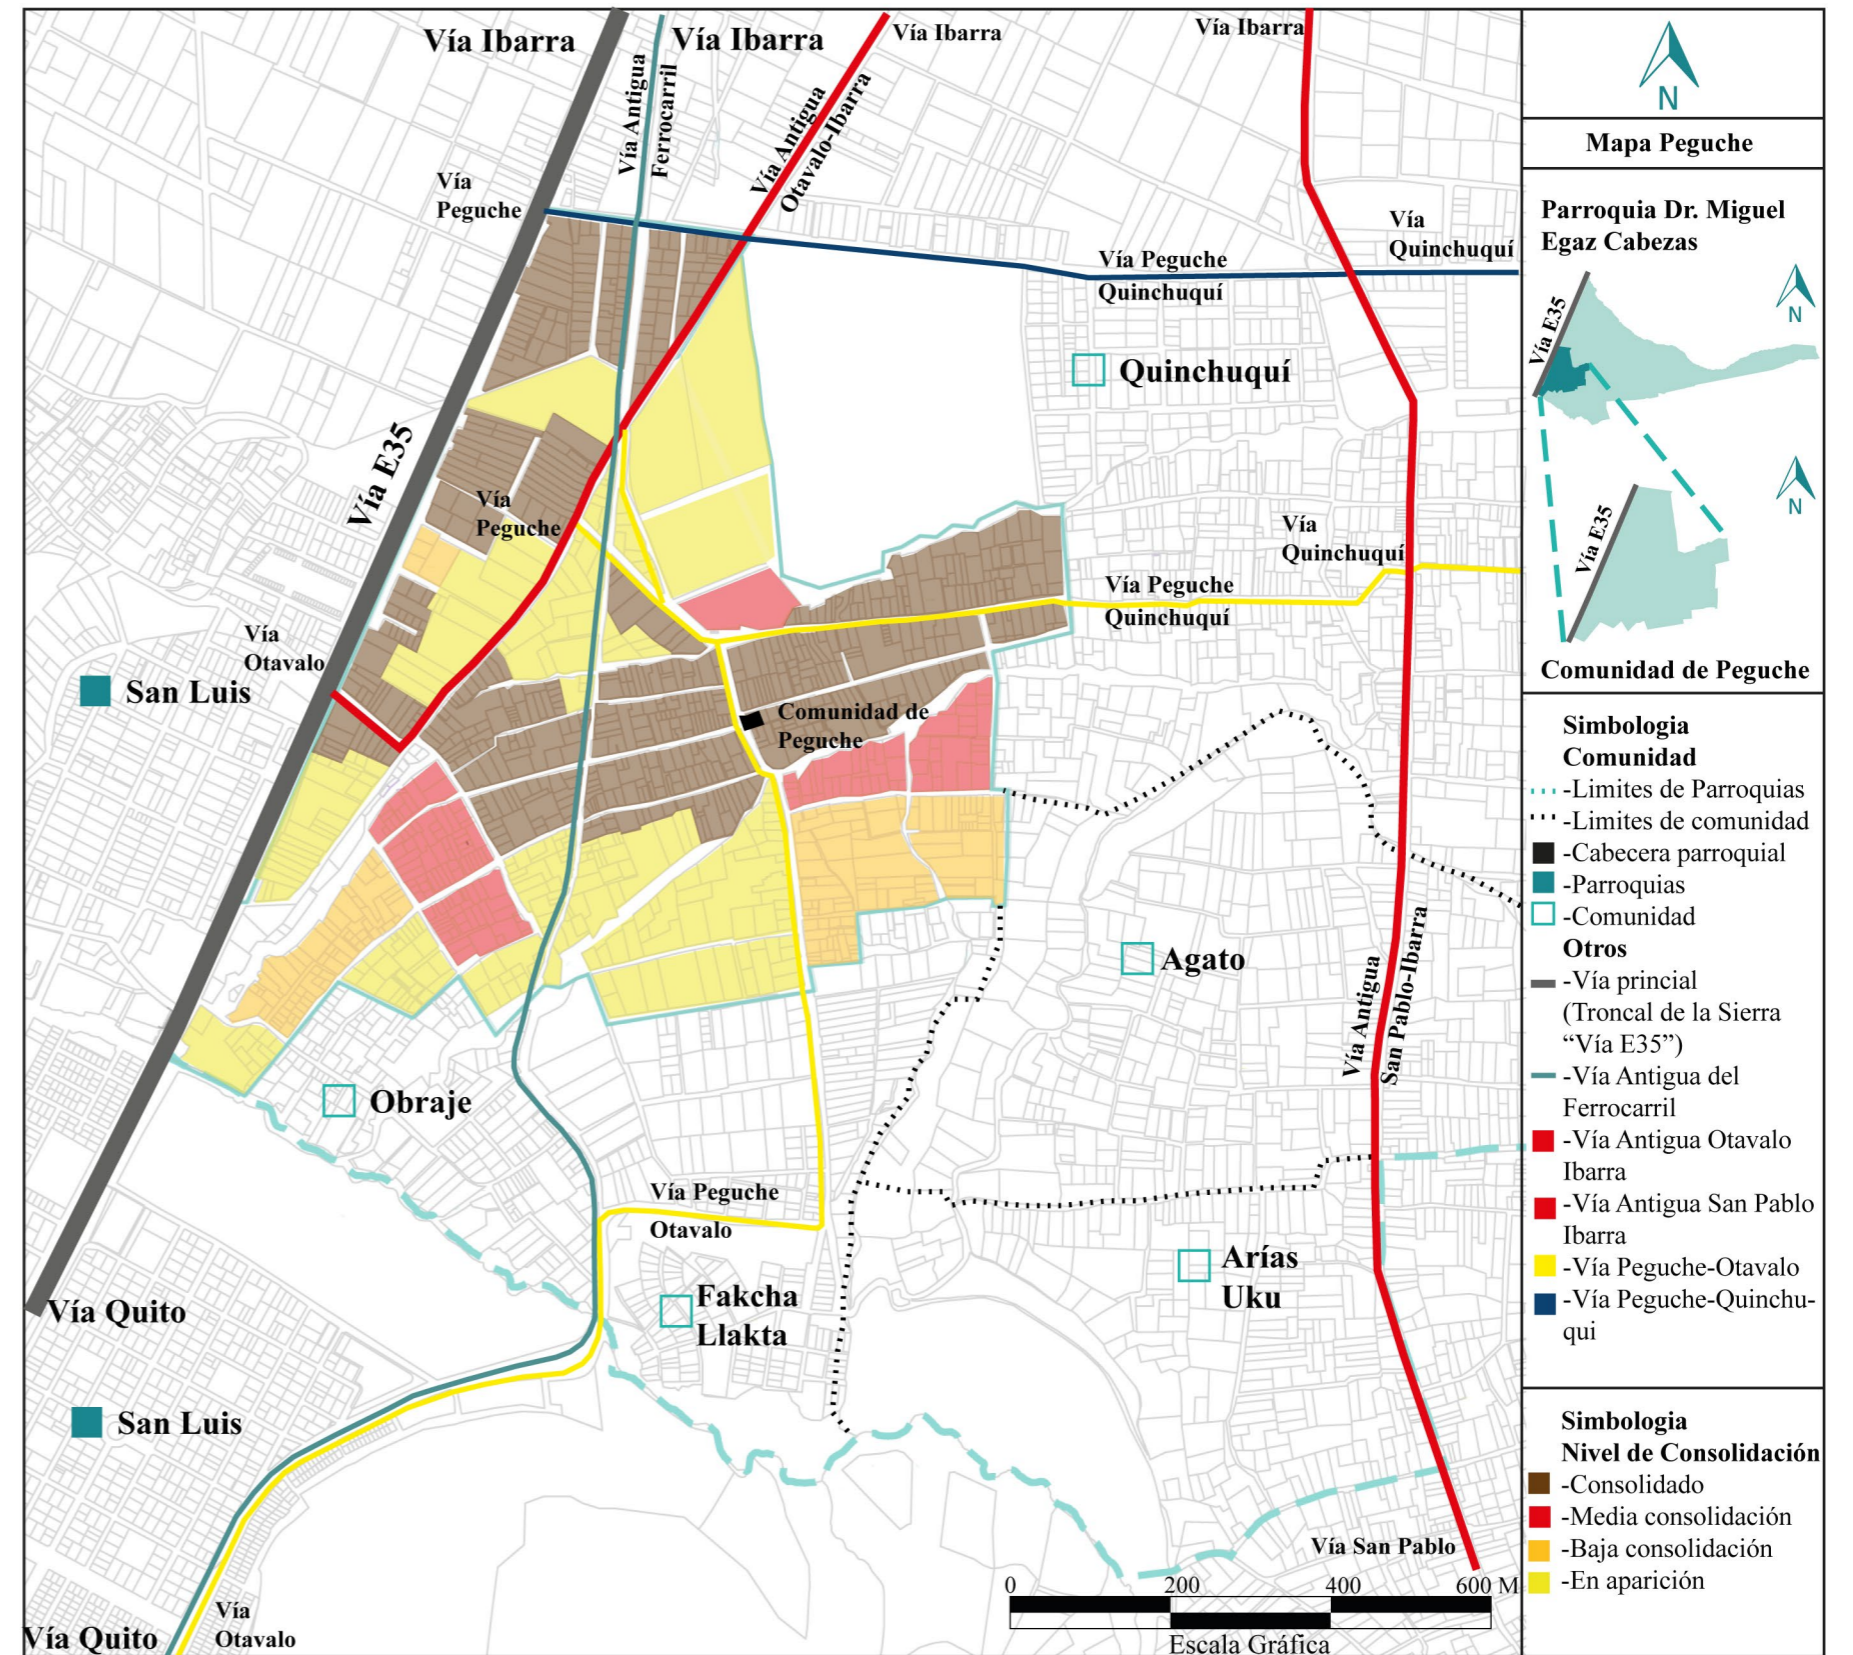 Vía Ibarra
Vía Ibarra
Vía Ibarra
Vía Ibarra
Vía Antigua
Ferrocarril
Vía Antigua
Otavalo-Ibarra
Vía
Peguche
Vía
Quinchuquí
Vía Peguche
Quinchuquí
Quinchuquí
Vía E35
Vía
Peguche
Vía
Quinchuquí
Vía Peguche
Quinchuquí
Vía
Otavalo
San Luis
Comunidad de
Peguche
Agato
Vía Antigua
San Pablo-Ibarra
Obraje
Vía Peguche
Otavalo
Arías
Uku
Fakcha
Llakta
Vía Quito
San Luis
Vía San Pablo
Vía
Otavalo
Vía Quito
0 200 400 600 M
Escala Gráfica
N
Mapa Peguche
Parroquia Dr. Miguel
Egaz Cabezas
N
Vía E35
N
Vía E35
Comunidad de Peguche
Simbologia
Comunidad
-Limites de Parroquias
-Limites de comunidad
-Cabecera parroquial
-Parroquias
-Comunidad
Otros
-Vía princial
(Troncal de la Sierra
“Vía E35”)
-Vía Antigua del
Ferrocarril
-Vía Antigua Otavalo
Ibarra
-Vía Antigua San Pablo
Ibarra
-Vía Peguche-Otavalo
-Vía Peguche-Quinchu-
qui
Simbologia
Nivel de Consolidación
-Consolidado
-Media consolidación
-Baja consolidación
-En aparición